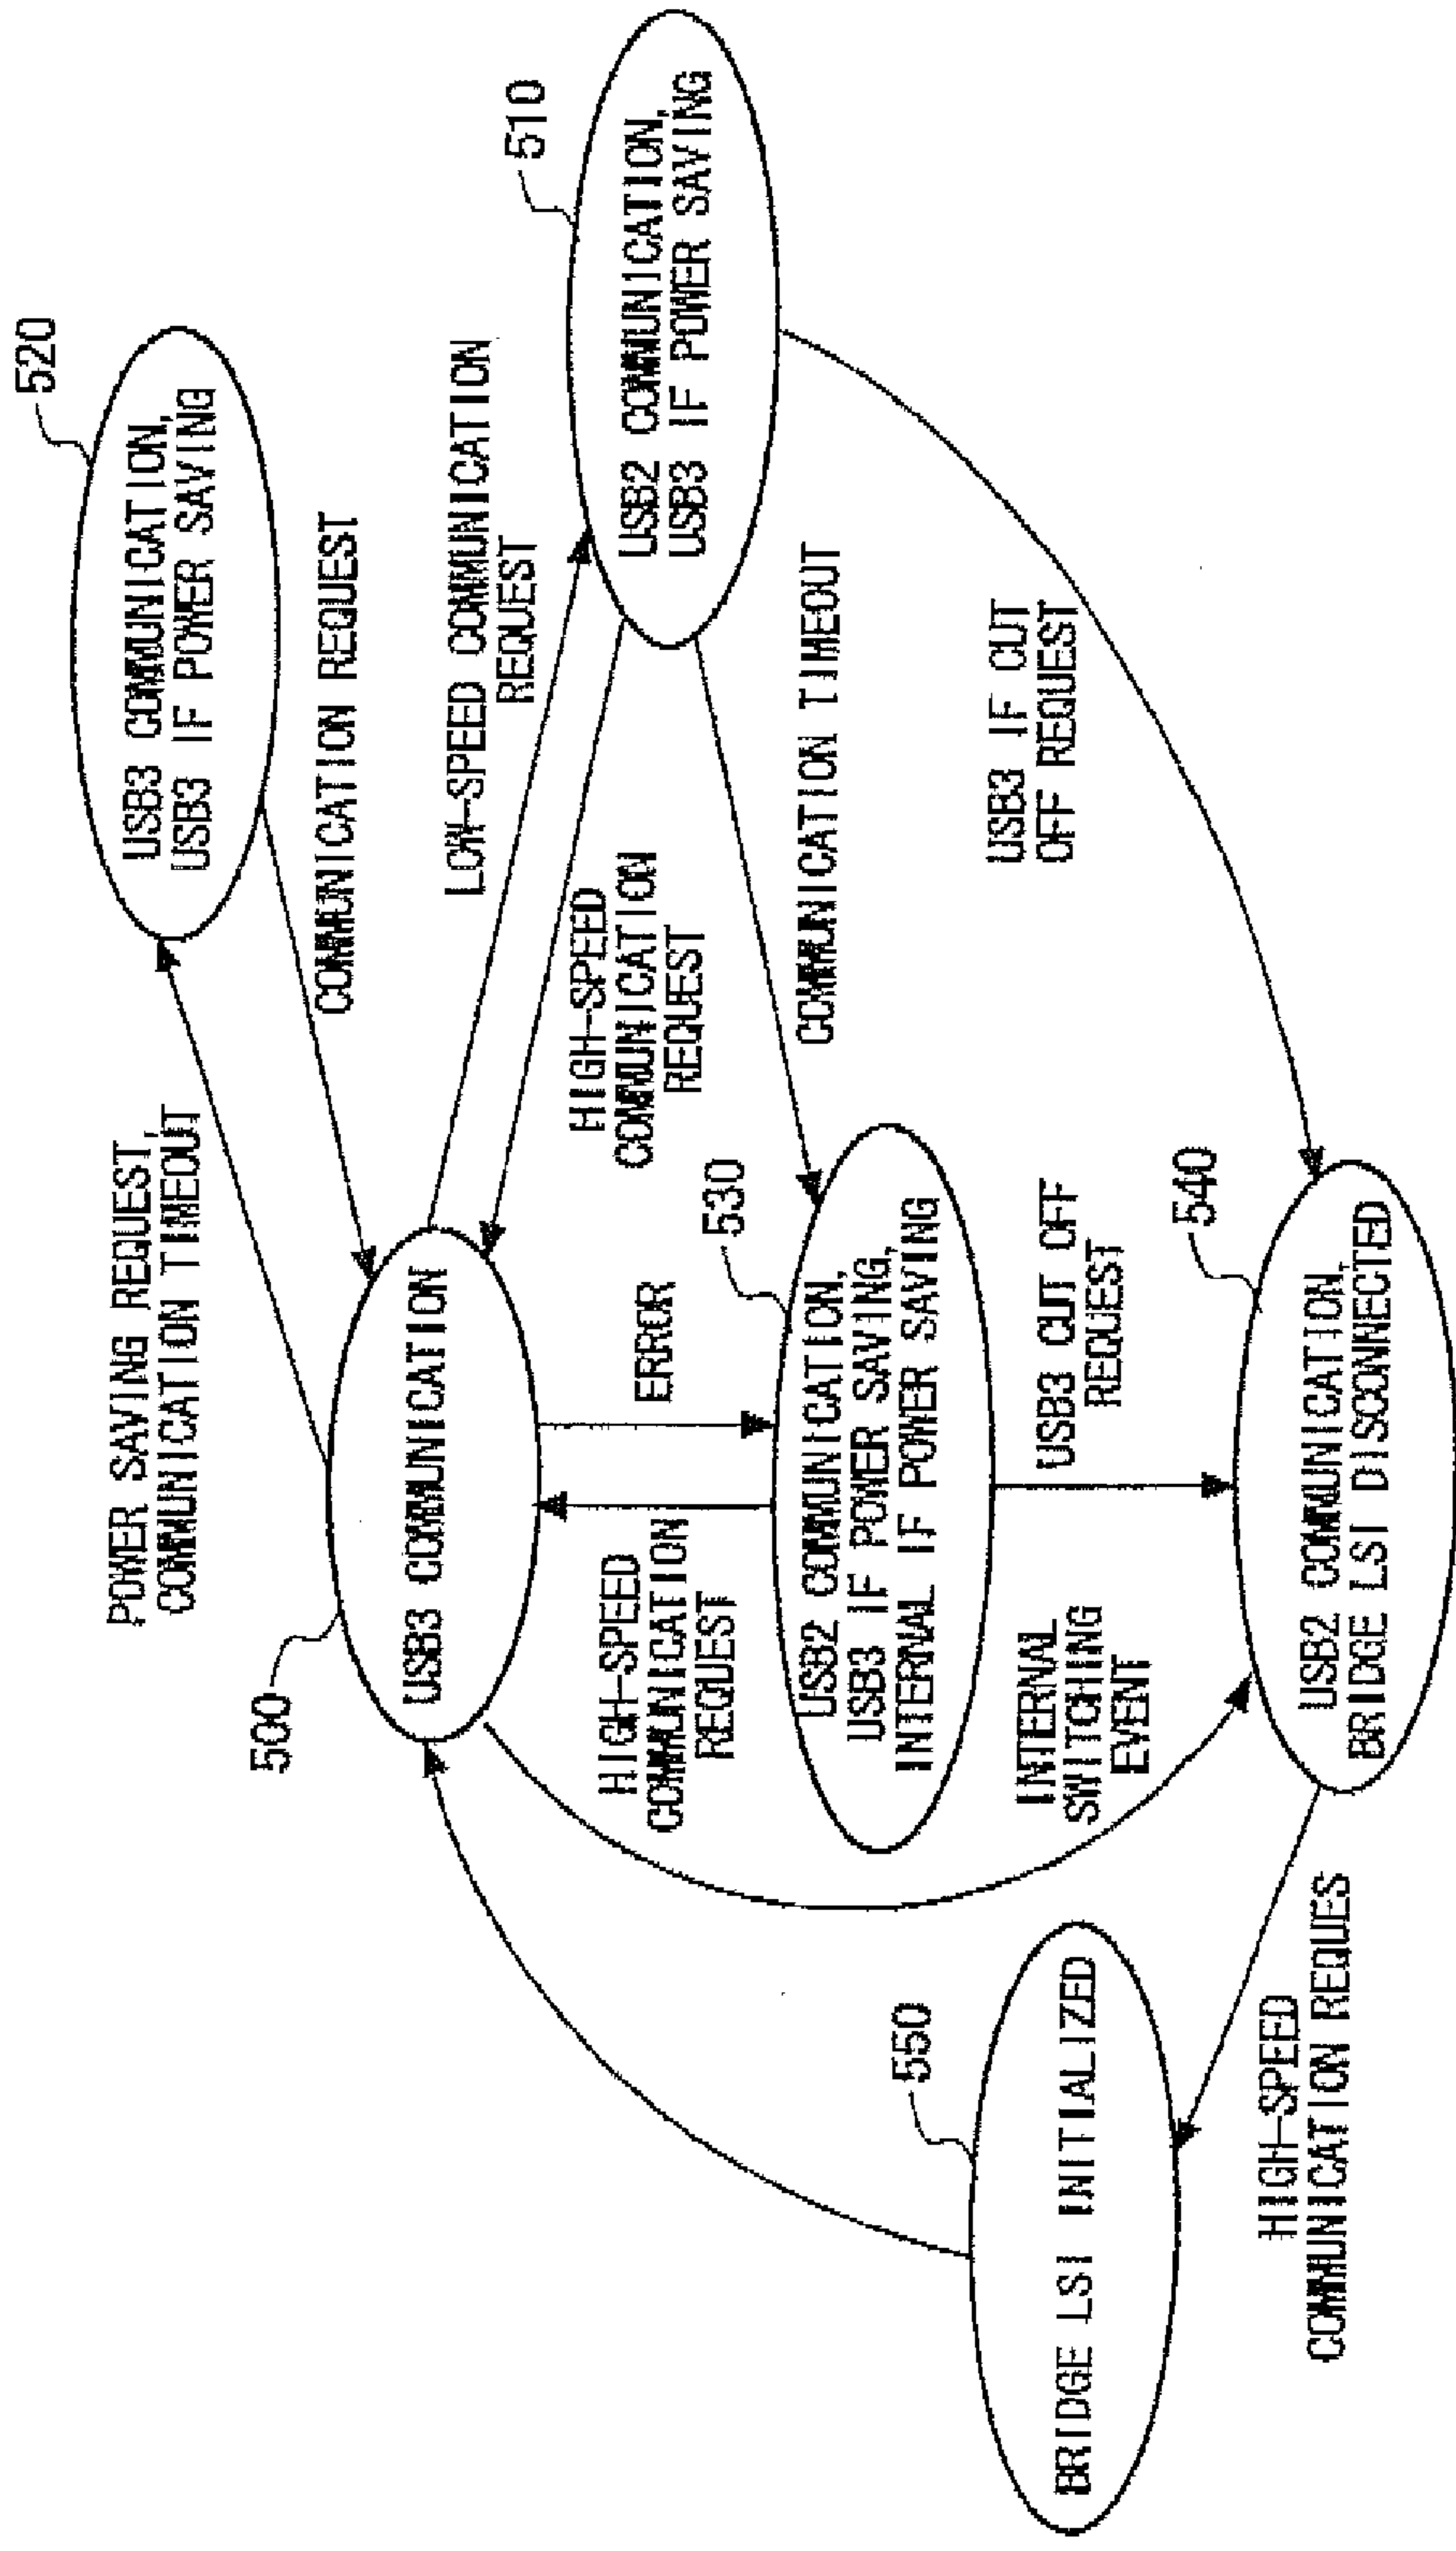 520
USB3 COMMUNICATION,
USB3 IF POWER SAVING
POWER SAVING REQUEST,
COMMUNICATION TIMEOUT
COMMUNICATION REQUEST
500
USB3 COMMUNICATION
LOW-SPEED COMMUNICATION
REQUEST
510
USB2 COMMUNICATION,
USB3 IF POWER SAVING
HIGH-SPEED
COMMUNICATION
REQUEST
HIGH-SPEED
COMMUNICATION
REQUEST
ERROR
530
COMMUNICATION TIMEOUT
USB2 COMMUNICATION,
USB3 IF POWER SAVING,
INTERNAL IF POWER SAVING
550
BRIDGE LSI INITIALIZED
INTERNAL
SWITCHING
EVENT
USB3 CUT OFF
REQUEST
USB3 IF CUT
OFF REQUEST
540
USB2 COMMUNICATION,
BRIDGE LSI DISCONNECTED
HIGH-SPEED
COMMUNICATION REQUES